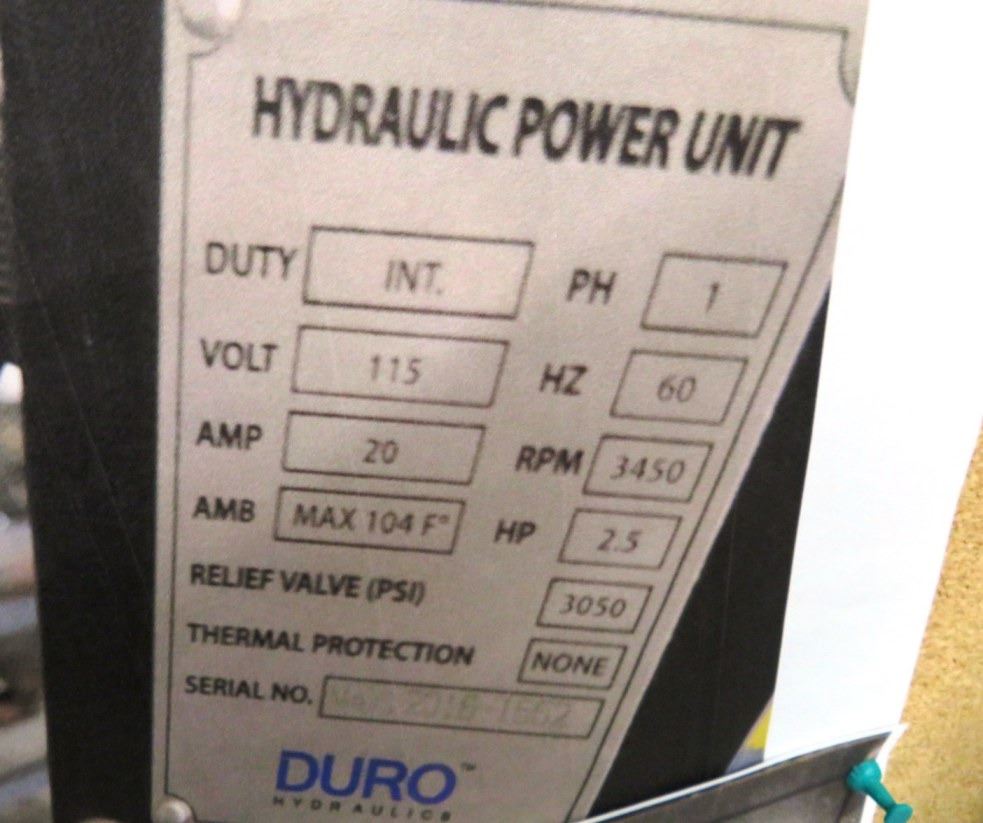 HYDRAULIC POWER UNIT
DUTY INT. PH 1
VOLT 115 HZ 60
AMP 20 RPM 3450
AMB MAX 104 F° HP 2.5
RELIEF VALVE (PSI) 3050
THERMAL PROTECTION NONE
SERIAL NO.
DURO™
HYDRAULICS